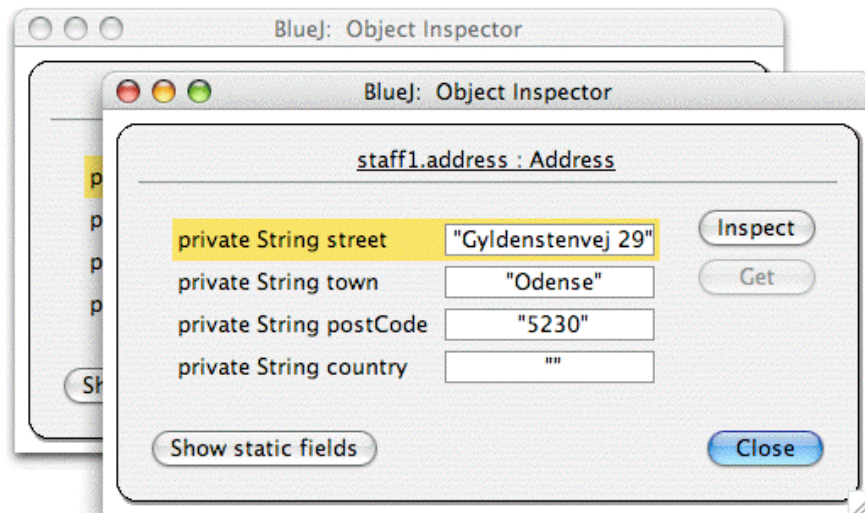 BlueJ: Object Inspector
BlueJ: Object Inspector
staff1.address : Address
p
private String street "Gyldenstenvej 29" Inspect
p
private String town "Odense" Get
p
private String postCode "5230"
p
private String country ""
Sh
Show static fields Close